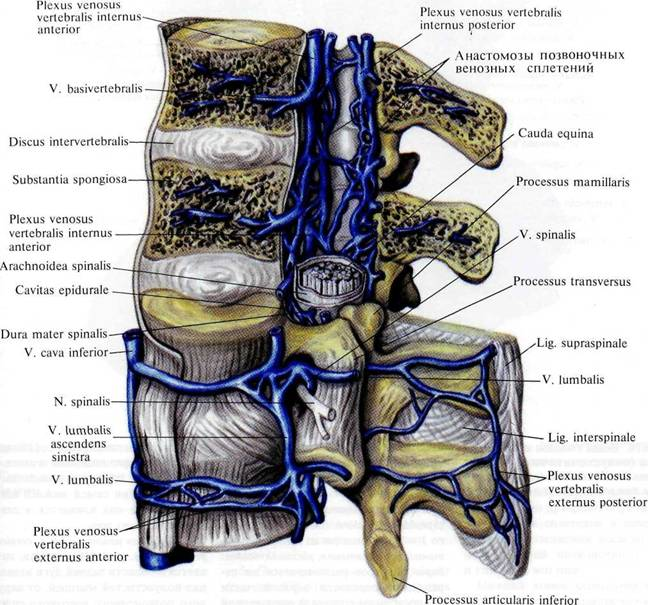 Plexus venosus
vertebralis internus
anterior
V. basivertebralis
Discus intervertebralis
Substantia spongiosa
Plexus venosus
vertebralis internus
anterior
Arachnoidea spinalis
Cavitas epidurale
Dura mater spinalis
V. cava inferior
N. spinalis
V. lumbalis
ascendens
sinistra
V. lumbalis
Plexus venosus
vertebralis
externus anterior
Plexus venosus vertebralis
internus posterior
Анастомозы позвоночных
венозных сплетений
Cauda equina
Processus mamillaris
V. spinalis
Processus transversus
Lig. supraspinale
V. lumbalis
Lig. interspinale
Plexus venosus
vertebralis
externus posterior
Processus articularis inferior